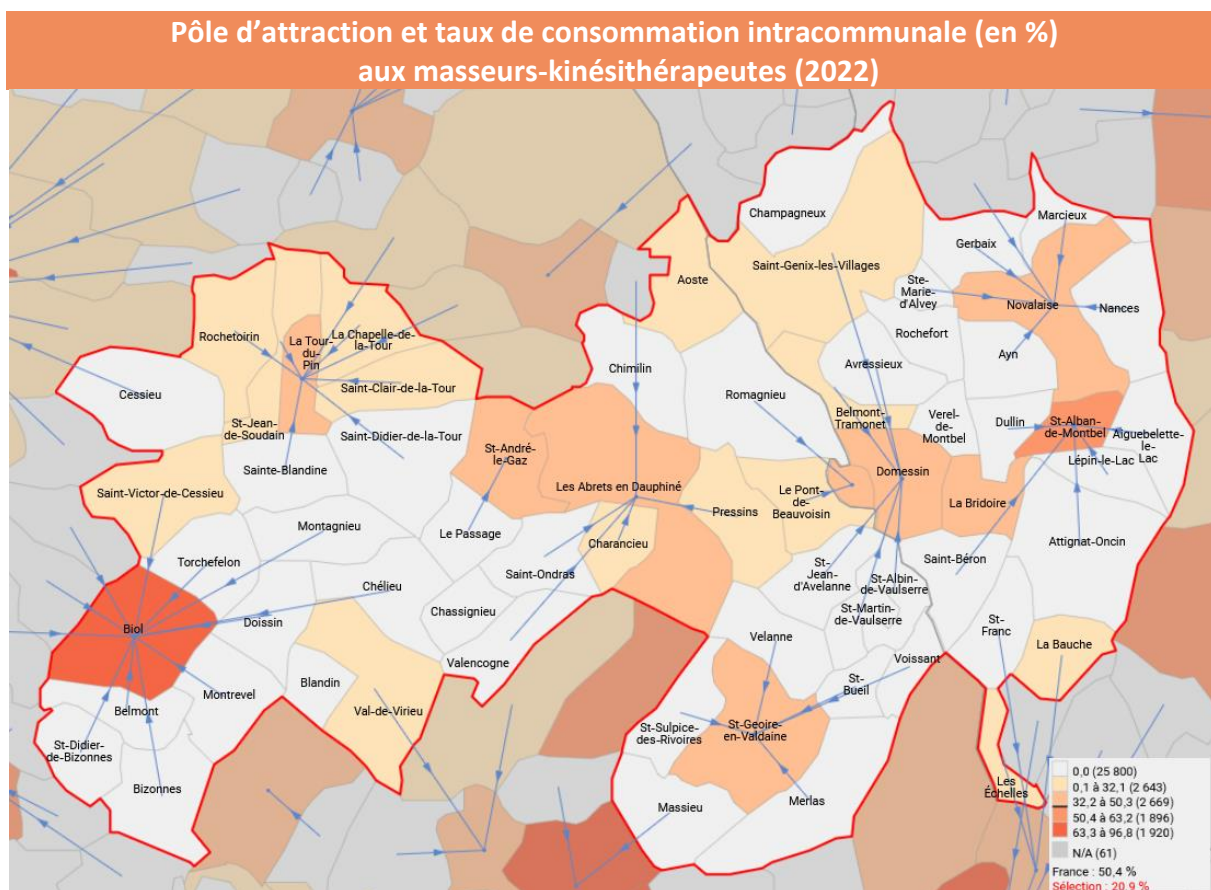 Pôle d’attraction et taux de consommation intracommunale (en %)
aux masseurs-kinésithérapeutes (2022)
Champagneux
Marcieux
Gerbaix
Saint-Genix-les-Villages
Aoste
Ste-
Marie-
d'Alvey
Novalaise
Nances
Rochefort
Rochetoirin
La Tour-
du-
Pin
La Chapelle-de-
la-Tour
Ayn
Avressieux
Chimilin
Cessieu
Saint-Clair-de-la-Tour
Romagnieu
St-Jean-
de-Soudain
Saint-Didier-de-la-Tour
Belmont-
Tramonet
Verel-
de-
Montbel
Dullin
St-Alban-
de-Montbel
Aiguebelette-
le-
Lac
St-André-
le-Gaz
Lépin-le-Lac
Sainte-Blandine
Domessin
Les Abrets en Dauphiné
Saint-Victor-de-Cessieu
Le Pont-
de-
Beauvoisin
La Bridoire
Pressins
Montagnieu
Le Passage
Attignat-Oncin
Charancieu
Torchefelon
Saint-Béron
St-
Jean-
d'Avelanne
Saint-Ondras
St-Albin-
de-Vaulserre
Chélieu
Chassignieu
St-Martin-
de-Vaulserre
Biol
Doissin
St-
Franc
Velanne
La Bauche
Valencogne
Voissant
Blandin
St-
Bueil
Montrevel
Belmont
Val-de-Virieu
St-Sulpice-
des-Rivoires
St-Geoire-
en-Valdaine
St-Didier-
de-Bizonnes
Bizonnes
Massieu
Merlas
Les
Échelles
0,0 (25 800)
0,1 à 32,1 (2 643)
32,2 à 50,3 (2 669)
50,4 à 63,2 (1 896)
63,3 à 96,8 (1 920)
N/A (61)
France : 50,4 %
Sélection : 20,9 %